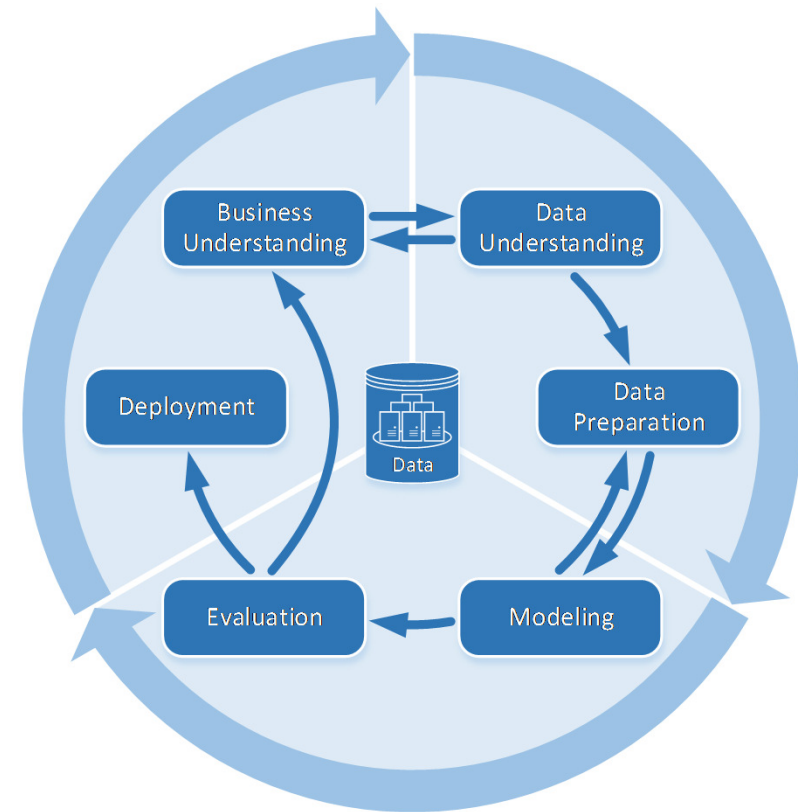 Business
Understanding
Data
Understanding
Deployment
Data
Data
Preparation
Evaluation
Modeling